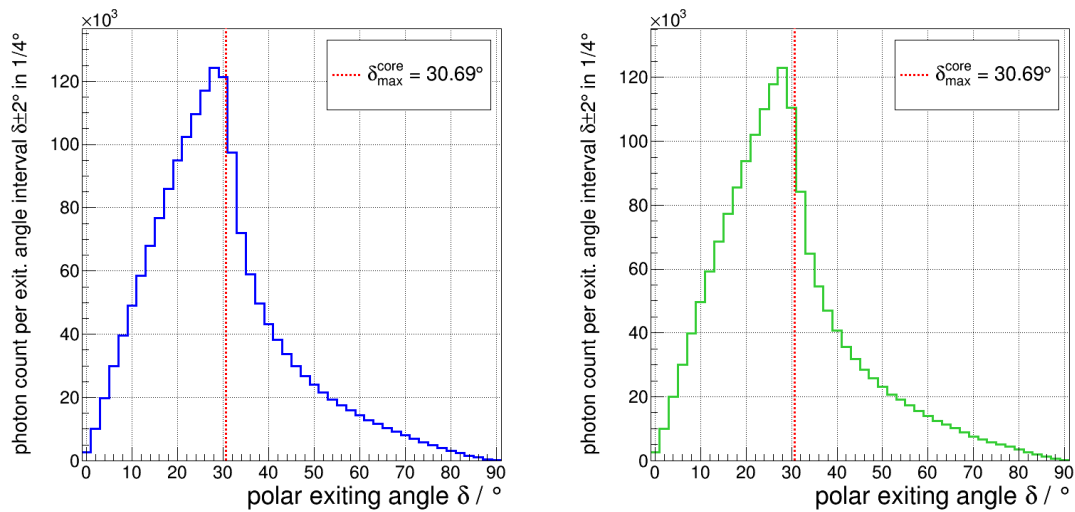 ×10³
photon count per exit. angle interval δ±2° in 1/4°
120
100
80
60
40
20
0
δ_max^core = 30.69º
0 10 20 30 40 50 60 70 80 90
polar exiting angle δ / °
×10³
photon count per exit. angle interval δ±2° in 1/4°
120
100
80
60
40
20
0
δ_max^core = 30.69º
0 10 20 30 40 50 60 70 80 90
polar exiting angle δ / °